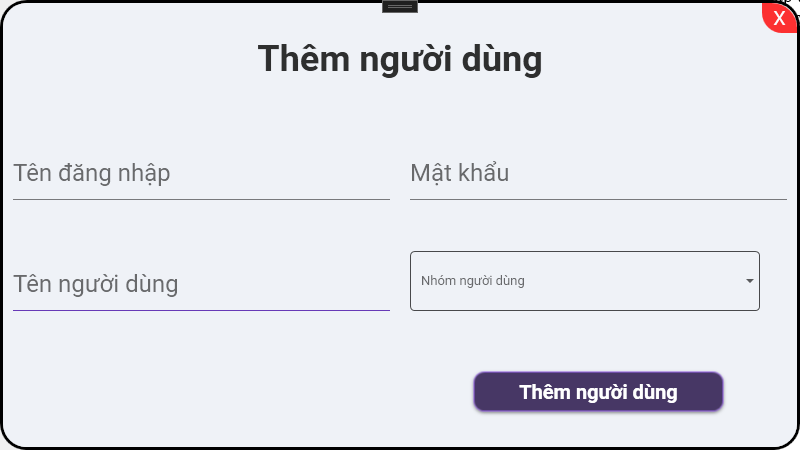 X
Thêm người dùng
Tên đăng nhập
Mật khẩu
Tên người dùng
Nhóm người dùng
Thêm người dùng